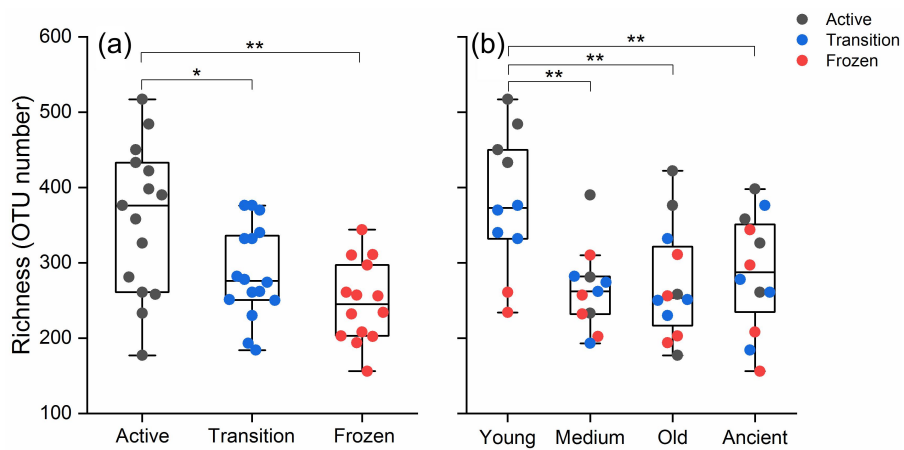 (a)
(b)
Active
Transition
Frozen
**
*
**
**
**
Richness (OTU number)
600
500
400
300
200
100
Active Transition Frozen
Young Medium Old Ancient